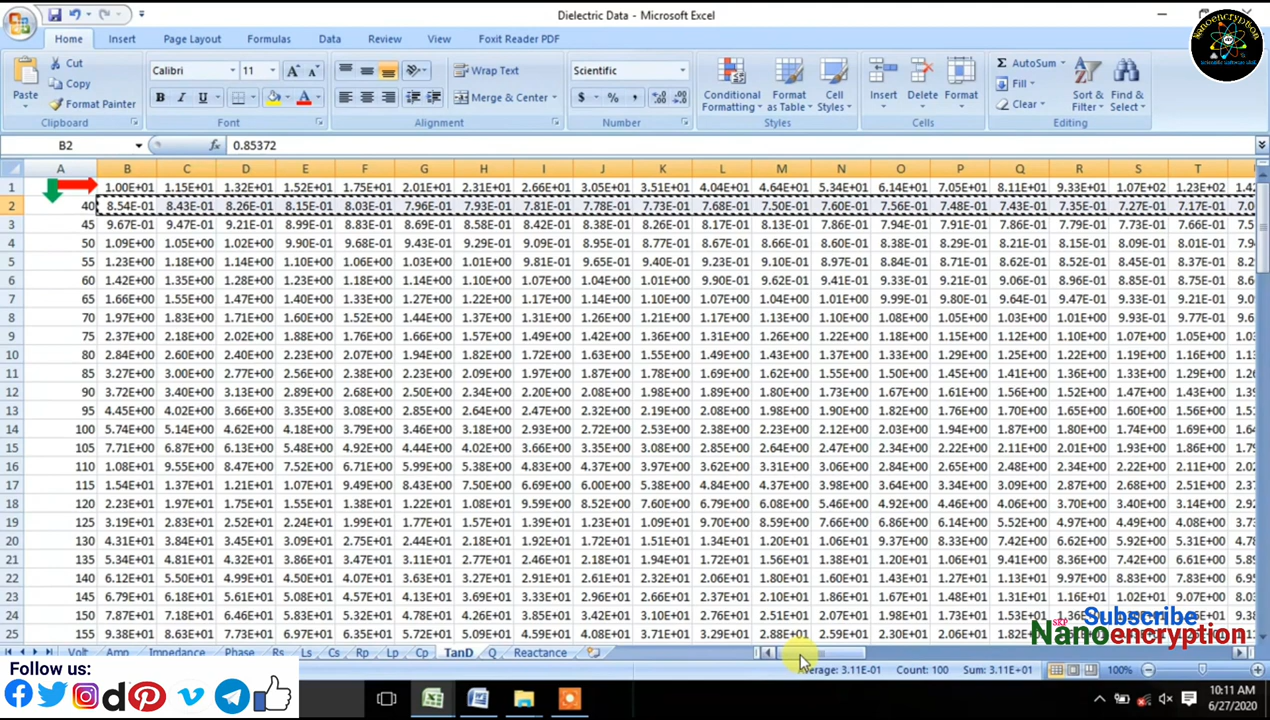 Dielectric Data - Microsoft Excel
Nanoencryption
Home Insert Page Layout Formulas Data Review View Foxit Reader PDF
Cut Calibri 11 Wrap Text Scientific AutoSum
Copy Fill
Paste Format Painter Merge & Center Conditional Formatting Format as Table Cell Styles Insert Delete Format Clear Sort & Filter Find & Select
Clipboard Font Alignment Number Styles Cells Editing
B2 fx 0.85372
A B C D E F G H I J K L M N O P Q R S T
1 1.00E+01 1.15E+01 1.32E+01 1.52E+01 1.75E+01 2.01E+01 2.31E+01 2.66E+01 3.05E+01 3.51E+01 4.04E+01 4.64E+01 5.34E+01 6.14E+01 7.05E+01 8.11E+01 9.33E+01 1.07E+02 1.23E+02 1.42
2 40 8.54E-01 8.43E-01 8.26E-01 8.15E-01 8.03E-01 7.96E-01 7.93E-01 7.81E-01 7.78E-01 7.73E-01 7.68E-01 7.50E-01 7.60E-01 7.56E-01 7.48E-01 7.43E-01 7.35E-01 7.27E-01 7.17E-01 7.0
3 45 9.67E-01 9.47E-01 9.21E-01 8.99E-01 8.83E-01 8.69E-01 8.58E-01 8.42E-01 8.38E-01 8.26E-01 8.17E-01 8.13E-01 7.86E-01 7.94E-01 7.91E-01 7.86E-01 7.79E-01 7.73E-01 7.66E-01 7.5
4 50 1.09E+00 1.05E+00 1.02E+00 9.90E-01 9.68E-01 9.43E-01 9.29E-01 9.09E-01 8.95E-01 8.77E-01 8.67E-01 8.66E-01 8.60E-01 8.38E-01 8.29E-01 8.21E-01 8.15E-01 8.09E-01 8.01E-01 7.9
5 55 1.23E+00 1.18E+00 1.14E+00 1.10E+00 1.06E+00 1.03E+00 1.01E+00 9.81E-01 9.65E-01 9.40E-01 9.23E-01 9.10E-01 8.97E-01 8.84E-01 8.71E-01 8.62E-01 8.52E-01 8.45E-01 8.37E-01 8.2
6 60 1.42E+00 1.35E+00 1.28E+00 1.23E+00 1.18E+00 1.14E+00 1.10E+00 1.07E+00 1.04E+00 1.01E+00 9.90E-01 9.62E-01 9.41E-01 9.33E-01 9.21E-01 9.06E-01 8.96E-01 8.85E-01 8.75E-01 8.6
7 65 1.66E+00 1.55E+00 1.47E+00 1.40E+00 1.33E+00 1.27E+00 1.22E+00 1.17E+00 1.14E+00 1.10E+00 1.07E+00 1.04E+00 1.01E+00 9.99E-01 9.80E-01 9.64E-01 9.47E-01 9.33E-01 9.21E-01 9.0
8 70 1.97E+00 1.83E+00 1.71E+00 1.60E+00 1.52E+00 1.44E+00 1.37E+00 1.31E+00 1.26E+00 1.21E+00 1.17E+00 1.13E+00 1.10E+00 1.08E+00 1.05E+00 1.03E+00 1.01E+00 9.93E-01 9.77E-01 9.6
9 75 2.37E+00 2.18E+00 2.02E+00 1.88E+00 1.76E+00 1.66E+00 1.57E+00 1.49E+00 1.42E+00 1.36E+00 1.31E+00 1.26E+00 1.22E+00 1.18E+00 1.15E+00 1.12E+00 1.10E+00 1.07E+00 1.05E+00 1.03
10 80 2.84E+00 2.60E+00 2.40E+00 2.23E+00 2.07E+00 1.94E+00 1.82E+00 1.72E+00 1.63E+00 1.55E+00 1.49E+00 1.43E+00 1.37E+00 1.33E+00 1.29E+00 1.25E+00 1.22E+00 1.19E+00 1.16E+00 1.13
11 85 3.27E+00 3.00E+00 2.77E+00 2.56E+00 2.38E+00 2.23E+00 2.09E+00 1.97E+00 1.87E+00 1.77E+00 1.69E+00 1.62E+00 1.55E+00 1.50E+00 1.45E+00 1.41E+00 1.36E+00 1.33E+00 1.29E+00 1.26
12 90 3.72E+00 3.40E+00 3.13E+00 2.89E+00 2.68E+00 2.50E+00 2.34E+00 2.20E+00 2.08E+00 1.98E+00 1.88E+00 1.80E+00 1.73E+00 1.67E+00 1.61E+00 1.56E+00 1.52E+00 1.47E+00 1.43E+00 1.40
13 95 4.45E+00 4.02E+00 3.66E+00 3.35E+00 3.08E+00 2.85E+00 2.64E+00 2.47E+00 2.32E+00 2.19E+00 2.08E+00 1.98E+00 1.90E+00 1.82E+00 1.76E+00 1.70E+00 1.65E+00 1.60E+00 1.56E+00 1.51
14 100 5.74E+00 5.14E+00 4.62E+00 4.18E+00 3.79E+00 3.46E+00 3.18E+00 2.93E+00 2.72E+00 2.53E+00 2.38E+00 2.23E+00 2.12E+00 2.03E+00 1.94E+00 1.87E+00 1.80E+00 1.74E+00 1.69E+00 1.64
15 105 7.71E+00 6.87E+00 6.13E+00 5.48E+00 4.92E+00 4.44E+00 4.02E+00 3.65E+00 3.34E+00 3.08E+00 2.85E+00 2.64E+00 2.47E+00 2.34E+00 2.22E+00 2.11E+00 2.01E+00 1.93E+00 1.86E+00 1.79
16 110 1.08E+01 9.55E+00 8.47E+00 7.52E+00 6.71E+00 5.99E+00 5.38E+00 4.83E+00 4.37E+00 3.97E+00 3.62E+00 3.31E+00 3.06E+00 2.84E+00 2.65E+00 2.48E+00 2.34E+00 2.22E+00 2.11E+00 2.02
17 115 1.54E+01 1.37E+01 1.21E+01 1.07E+01 9.49E+00 8.43E+00 7.50E+00 6.69E+00 6.00E+00 5.38E+00 4.84E+00 4.37E+00 3.98E+00 3.64E+00 3.34E+00 3.08E+00 2.86E+00 2.68E+00 2.51E+00 2.37
18 120 2.23E+01 1.97E+01 1.75E+01 1.55E+01 1.38E+01 1.22E+01 1.08E+01 9.59E+00 8.52E+00 7.60E+00 6.79E+00 6.08E+00 5.46E+00 4.92E+00 4.46E+00 4.06E+00 3.70E+00 3.40E+00 3.14E+00 2.92
19 125 3.19E+01 2.83E+01 2.52E+01 2.24E+01 1.99E+01 1.77E+01 1.57E+01 1.39E+01 1.23E+01 1.09E+01 9.70E+00 8.59E+00 7.66E+00 6.86E+00 6.14E+00 5.52E+00 4.97E+00 4.49E+00 4.08E+00 3.73
20 130 4.31E+01 3.84E+01 3.45E+01 3.09E+01 2.75E+01 2.44E+01 2.18E+01 1.93E+01 1.72E+01 1.51E+01 1.34E+01 1.20E+01 1.06E+01 9.37E+00 8.33E+00 7.42E+00 6.62E+00 5.92E+00 5.31E+00 4.78
21 135 5.34E+01 4.81E+01 4.32E+01 3.86E+01 3.47E+01 3.11E+01 2.77E+01 2.46E+01 2.18E+01 1.94E+01 1.72E+01 1.56E+01 1.38E+01 1.20E+01 1.06E+01 9.41E+00 8.36E+00 7.42E+00 6.61E+00 5.91
22 140 6.12E+01 5.50E+01 4.99E+01 4.50E+01 4.07E+01 3.63E+01 3.27E+01 2.91E+01 2.61E+01 2.32E+01 2.06E+01 1.80E+01 1.60E+01 1.43E+01 1.27E+01 1.13E+01 9.97E+00 8.83E+00 7.83E+00 6.95
23 145 6.79E+01 6.18E+01 5.61E+01 5.08E+01 4.57E+01 4.13E+01 3.69E+01 3.33E+01 2.96E+01 2.66E+01 2.37E+01 2.10E+01 1.86E+01 1.67E+01 1.48E+01 1.31E+01 1.16E+01 1.02E+01 9.07E+00 8.0
24 150 7.87E+01 7.18E+01 6.46E+01 5.83E+01 5.32E+01 4.78E+01 4.26E+01 3.85E+01 3.42E+01 3.10E+01 2.76E+01 2.51E+01 2.07E+01 1.98E+01 1.73E+01 1.53E+01 9.38
25 155 9.38E+01 8.63E+01 7.73E+01 6.97E+01 5.72E+01 5.09E+01 4.59E+01 4.08E+01 3.71E+01 3.29E+01 2.88E+01 2.59E+01 2.30E+01 2.06E+01
Subscribe
SKP
Nanoencryption
Volt Amp Impedance Phase Rs Ls Cs Rp Lp Cp TanD Q Reactance
Follow us:
Average: 3.11E-01 Count: 100 Sum: 3.11E+01 100%
10:11 AM
6/27/2020